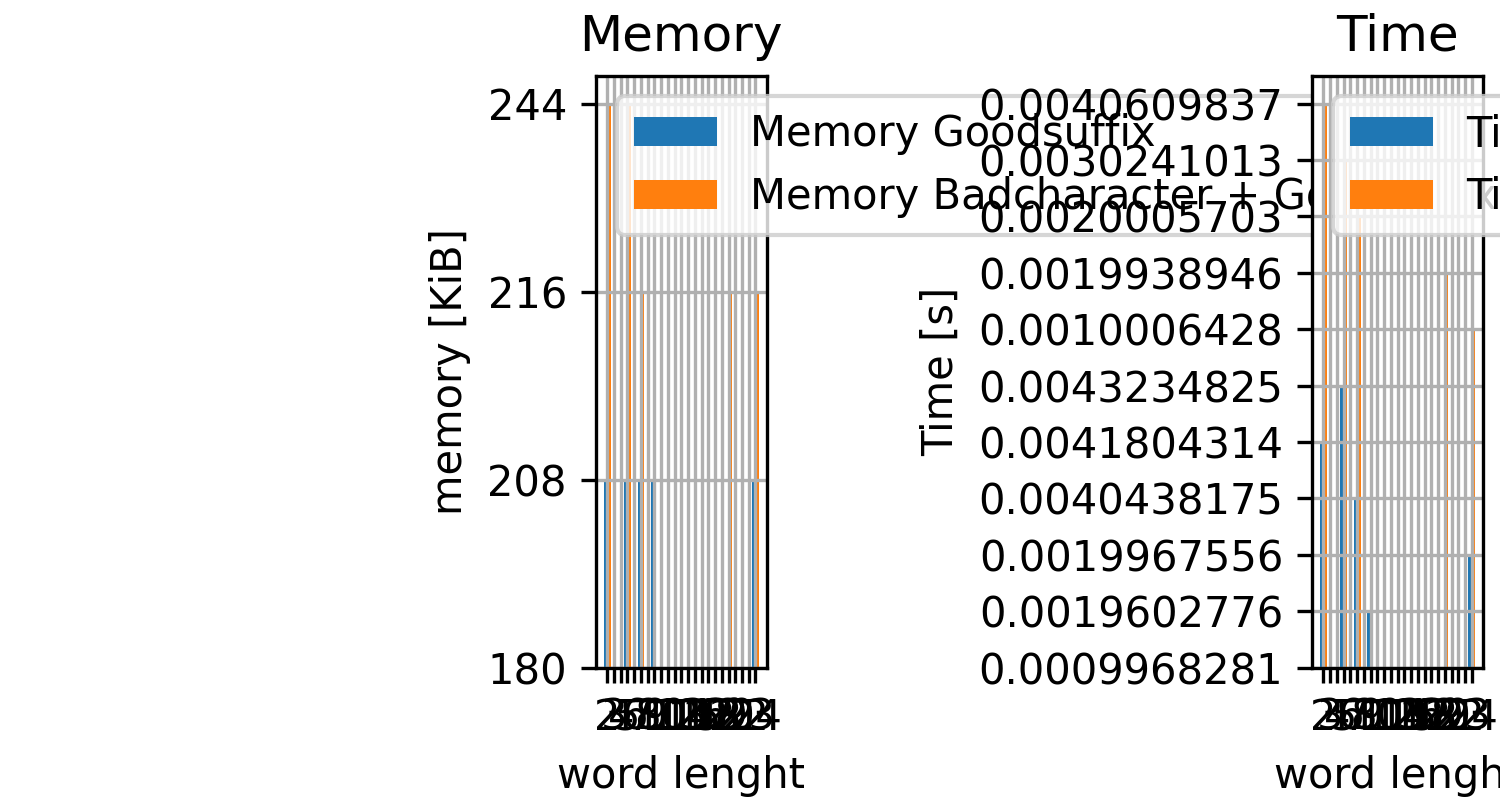 Memory
244
216
208
180
memory [KiB]
Memory Goodsuffix
Memory Badcharacter +
word lenght
Time
0.0040609837
0.0030241013
0.0020005703
0.0019938946
0.0010006428
0.0043234825
0.0041804314
0.0040438175
0.0019967556
0.0019602776
0.0009968281
Time [s]
Ti
Ti
word lengh